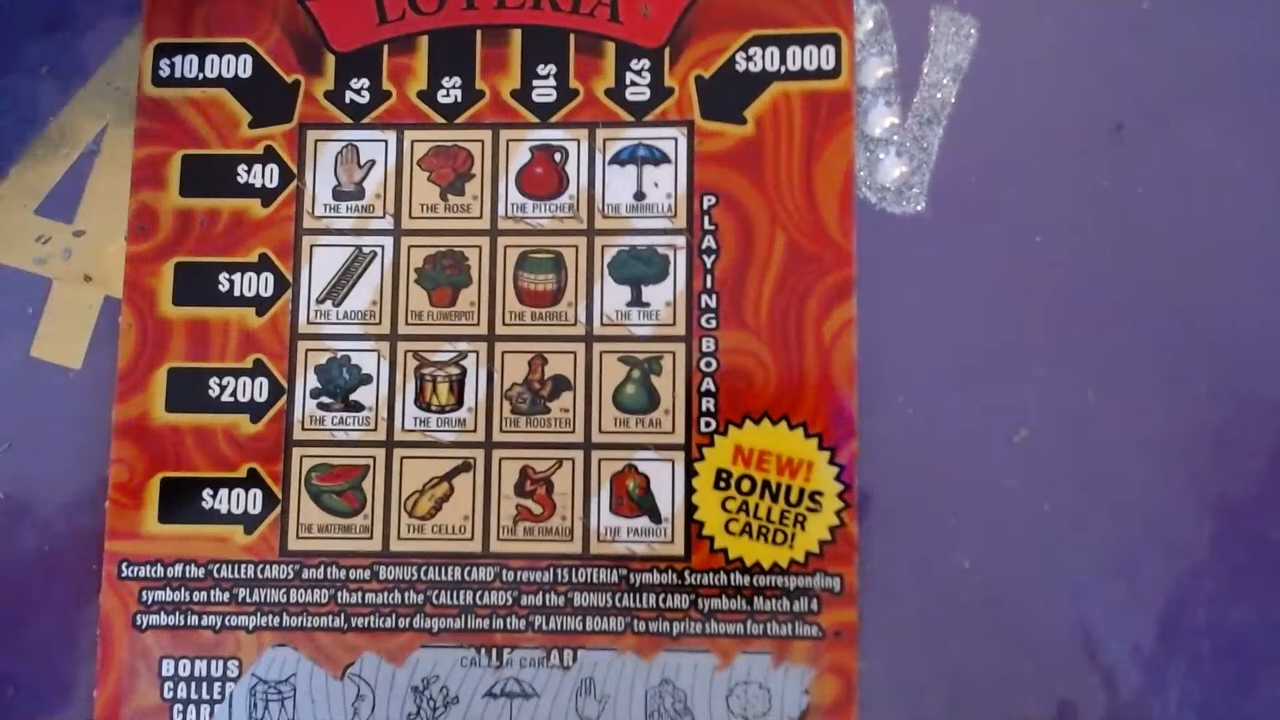 LOTERIA
$10,000 $2 $5 $10 $20 $30,000
$40
THE HAND THE ROSE THE PITCHER THE UMBRELLA
$100
THE LADDER THE FLOWERPOT THE BARREL THE TREE
$200
THE CACTUS THE DRUM THE ROOSTER THE PEAR
$400
THE WATERMELON THE CELLO THE MERMAID THE PARROT
PLAYING BOARD
NEW!
BONUS
CALLER
CARD!
Scratch off the "CALLER CARDS" and the one "BONUS CALLER CARD" to reveal 15 LOTERIA™ symbols. Scratch the corresponding
symbols on the "PLAYING BOARD" that match the "CALLER CARDS" and the "BONUS CALLER CARD" symbols. Match all 4
symbols in any complete horizontal, vertical or diagonal line in the "PLAYING BOARD" to win prize shown for that line.
BONUS
CALLER